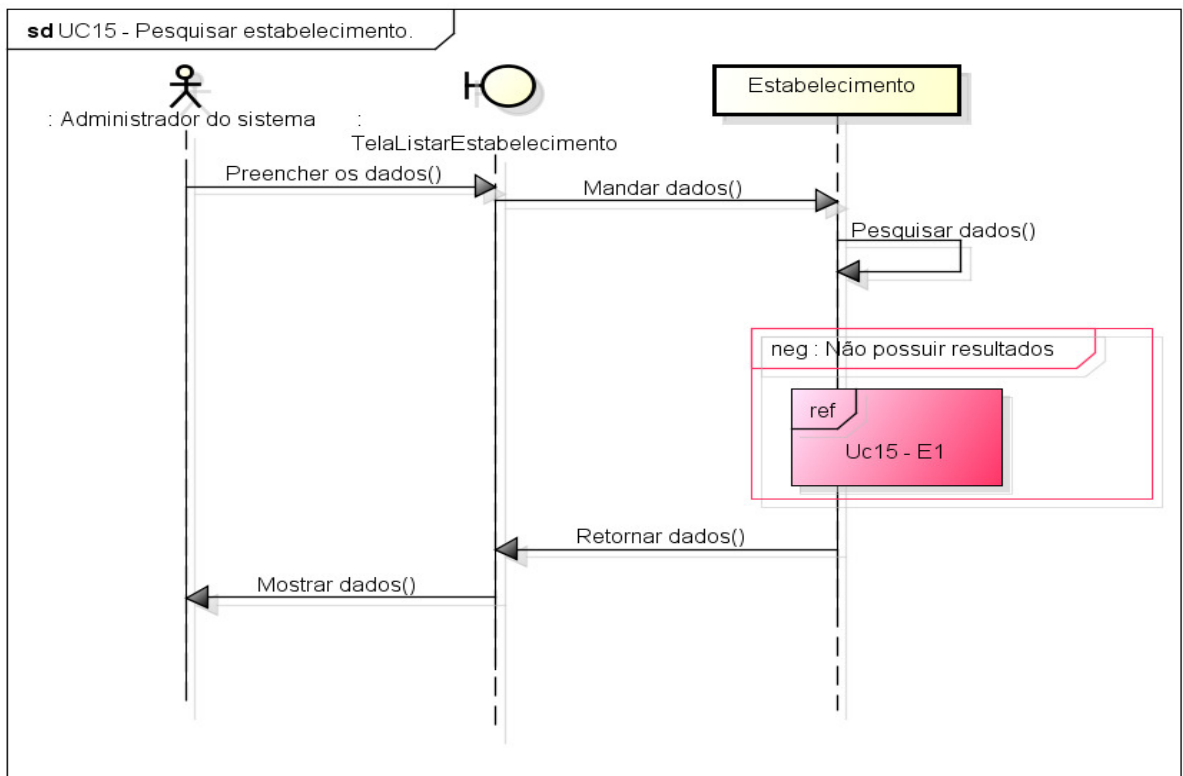 sd UC15 - Pesquisar estabelecimento.
Estabelecimento
: Administrador do sistema
:
TelaListarEstabelecimento
Preencher os dados()
Mandar dados()
Pesquisar dados()
neg : Não possuir resultados
ref
Uc15 - E1
Retornar dados()
Mostrar dados()